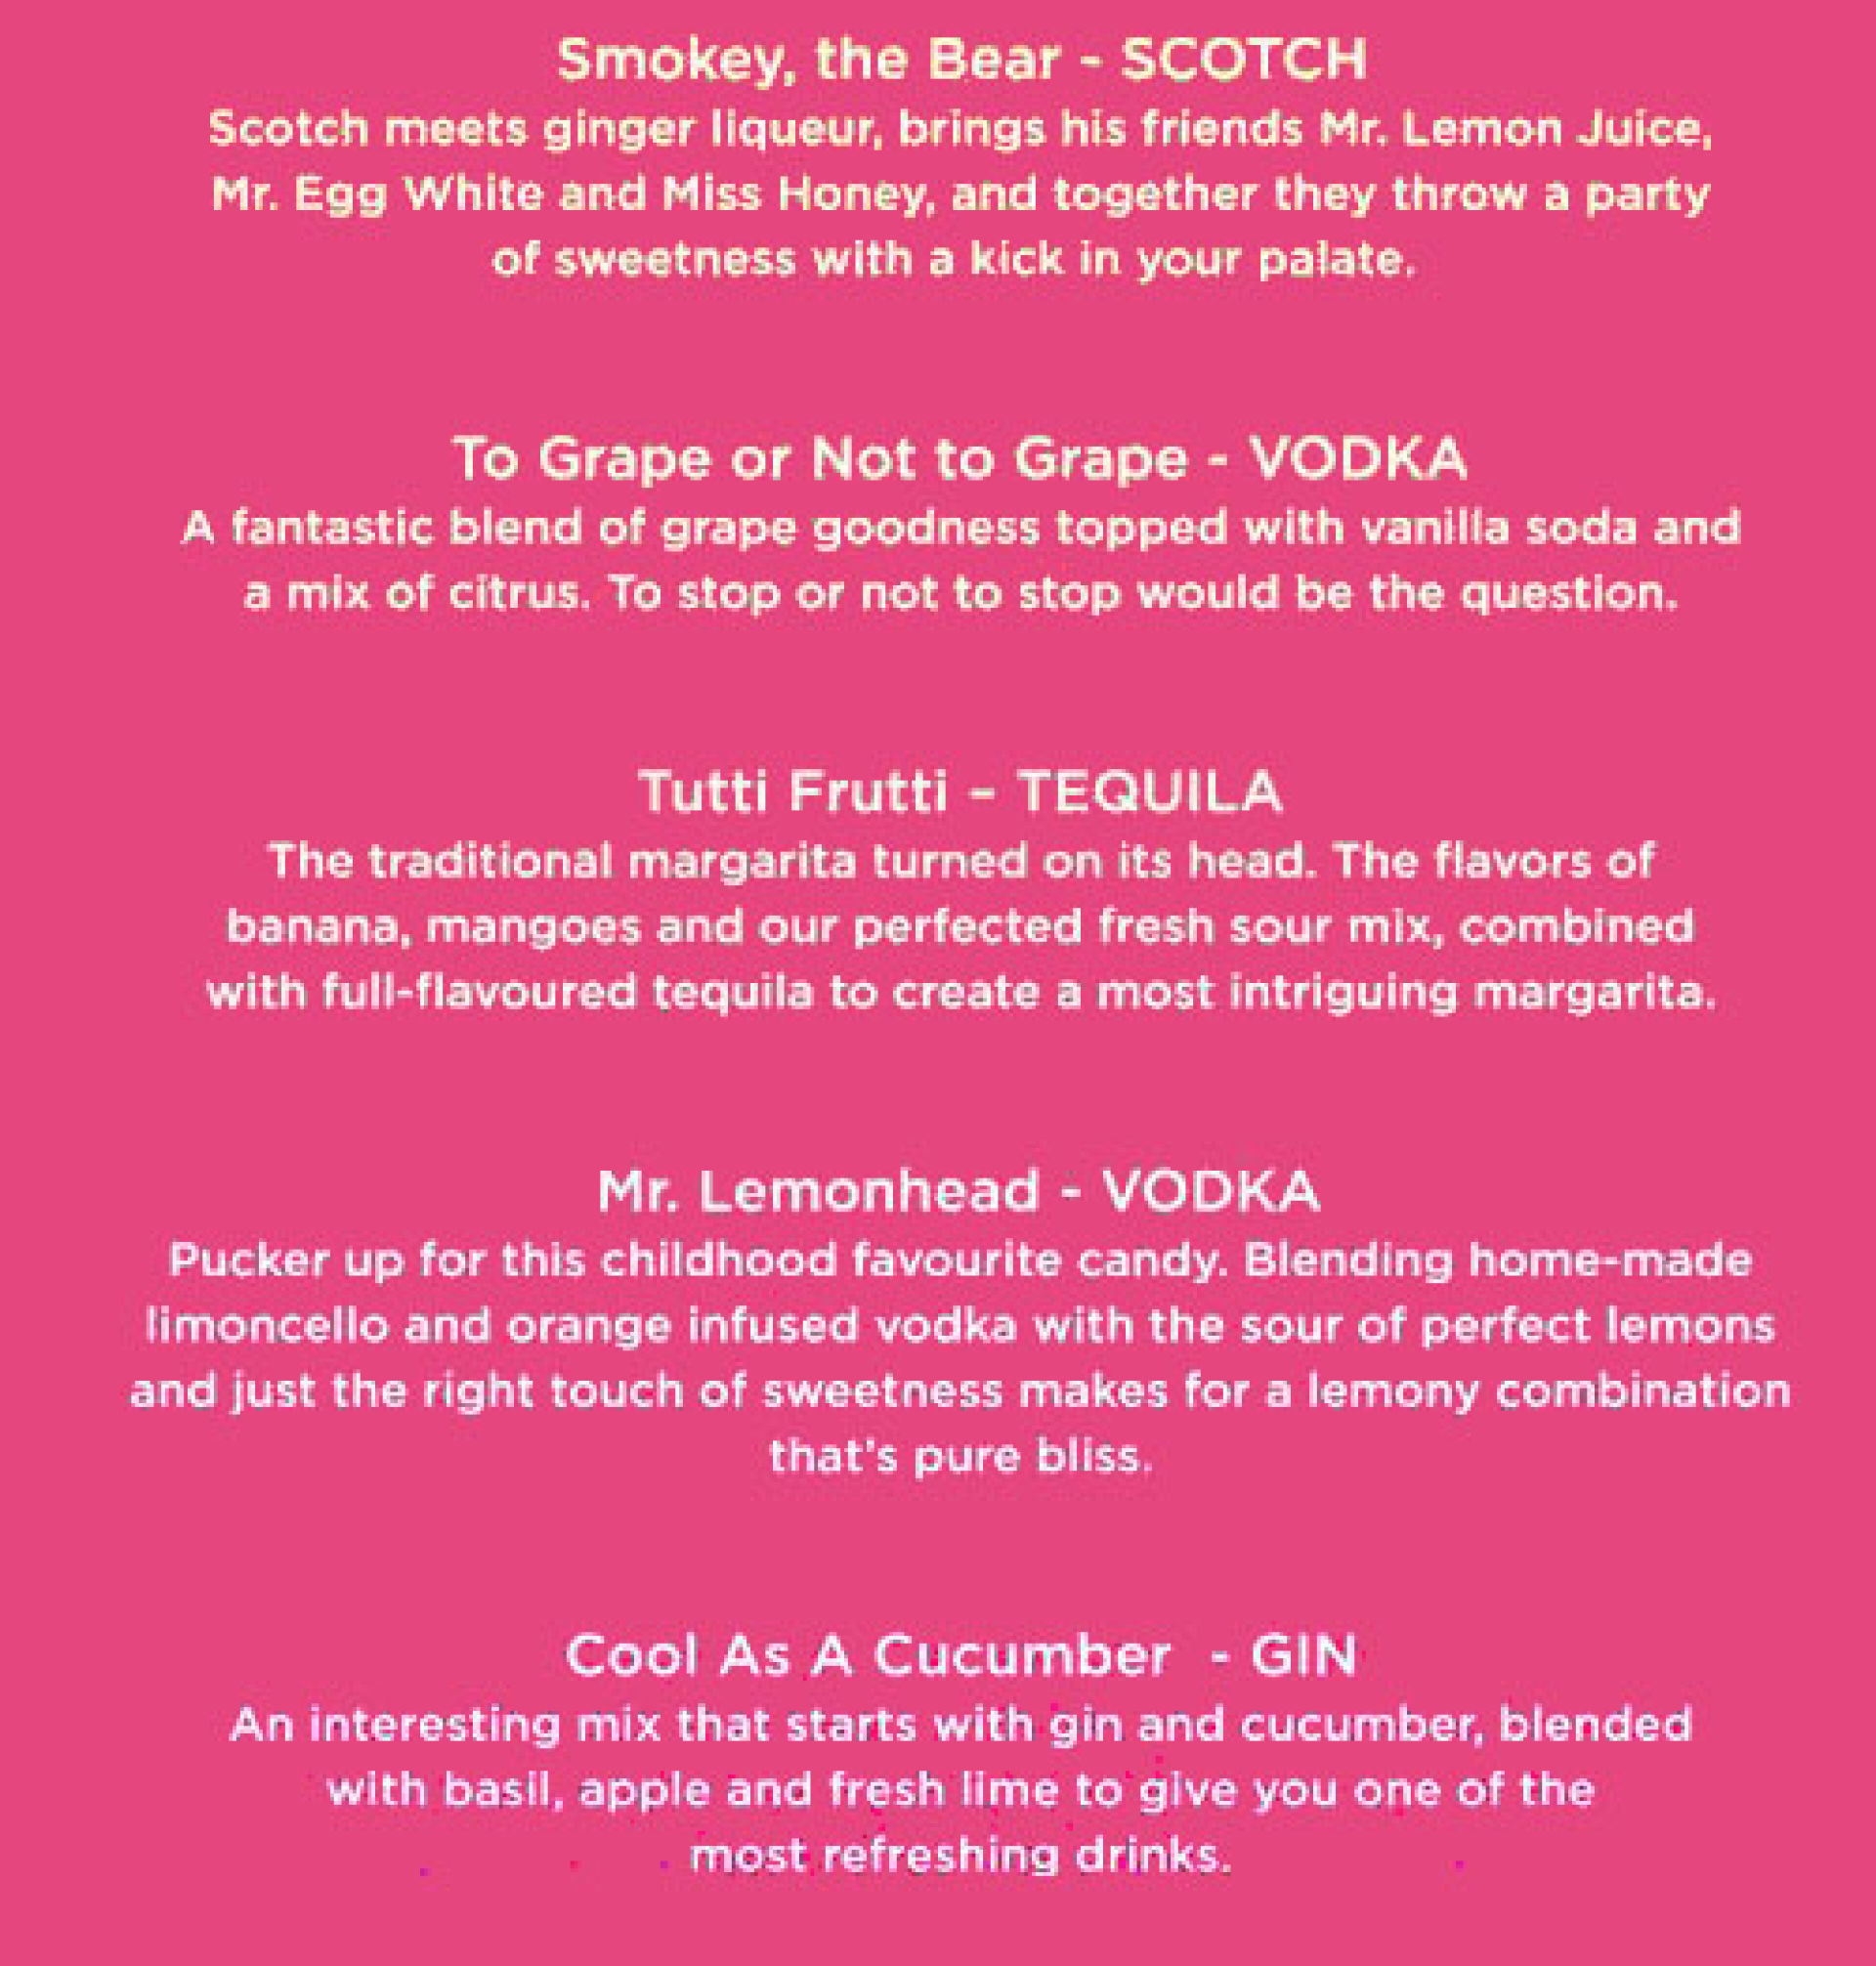 Smokey, the Bear - SCOTCH
Scotch meets ginger liqueur, brings his friends Mr. Lemon Juice,
Mr. Egg White and Miss Honey, and together they throw a party
of sweetness with a kick in your palate.
To Grape or Not to Grape - VODKA
A fantastic blend of grape goodness topped with vanilla soda and
a mix of citrus. To stop or not to stop would be the question.
Tutti Frutti – TEQUILA
The traditional margarita turned on its head. The flavors of
banana, mangoes and our perfected fresh sour mix, combined
with full-flavoured tequila to create a most intriguing margarita.
Mr. Lemonhead - VODKA
Pucker up for this childhood favourite candy. Blending home-made
limoncello and orange infused vodka with the sour of perfect lemons
and just the right touch of sweetness makes for a lemony combination
that's pure bliss.
Cool As A Cucumber - GIN
An interesting mix that starts with gin and cucumber, blended
with basil, apple and fresh lime to give you one of the
most refreshing drinks.